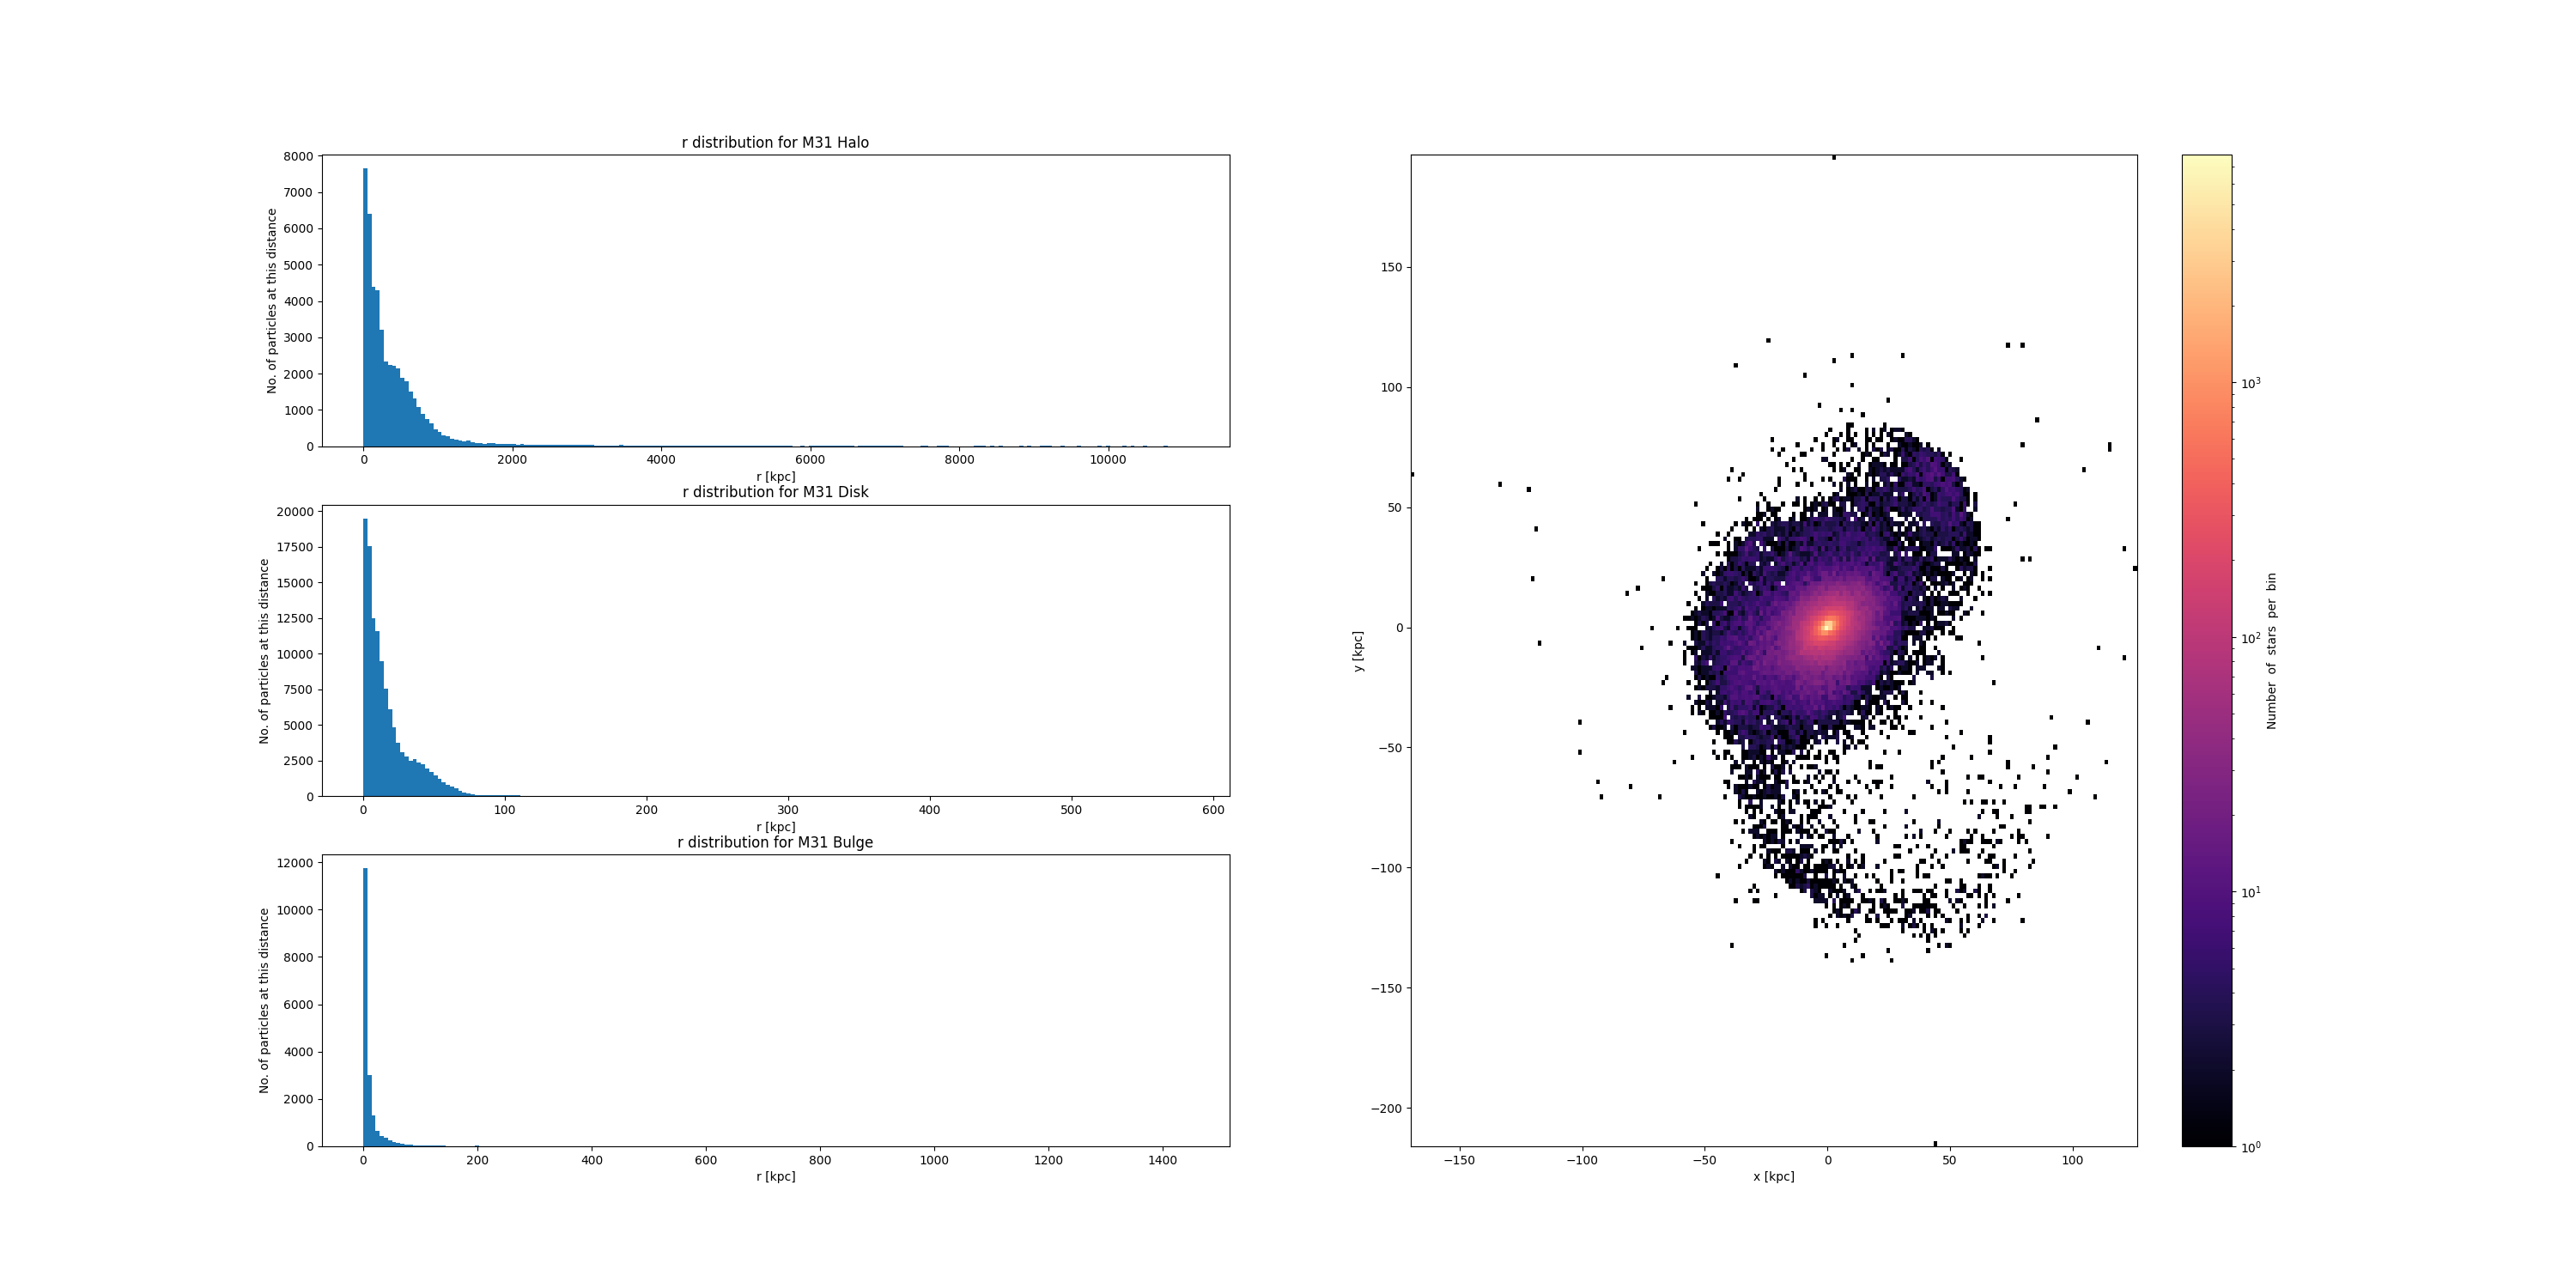 r distribution for M31 Halo
No. of particles at this distance
8000
7000
6000
5000
4000
3000
2000
1000
0
0 2000 4000 6000 8000 10000
r [kpc]
r distribution for M31 Disk
No. of particles at this distance
20000
17500
15000
12500
10000
7500
5000
2500
0
0 100 200 300 400 500 600
r [kpc]
r distribution for M31 Bulge
No. of particles at this distance
12000
10000
8000
6000
4000
2000
0
0 200 400 600 800 1000 1200 1400
r [kpc]
y [kpc]
150
100
50
0
−50
−100
−150
−200
−150 −100 −50 0 50 100
x [kpc]
10³
10²
10¹
10⁰
Number of stars per bin